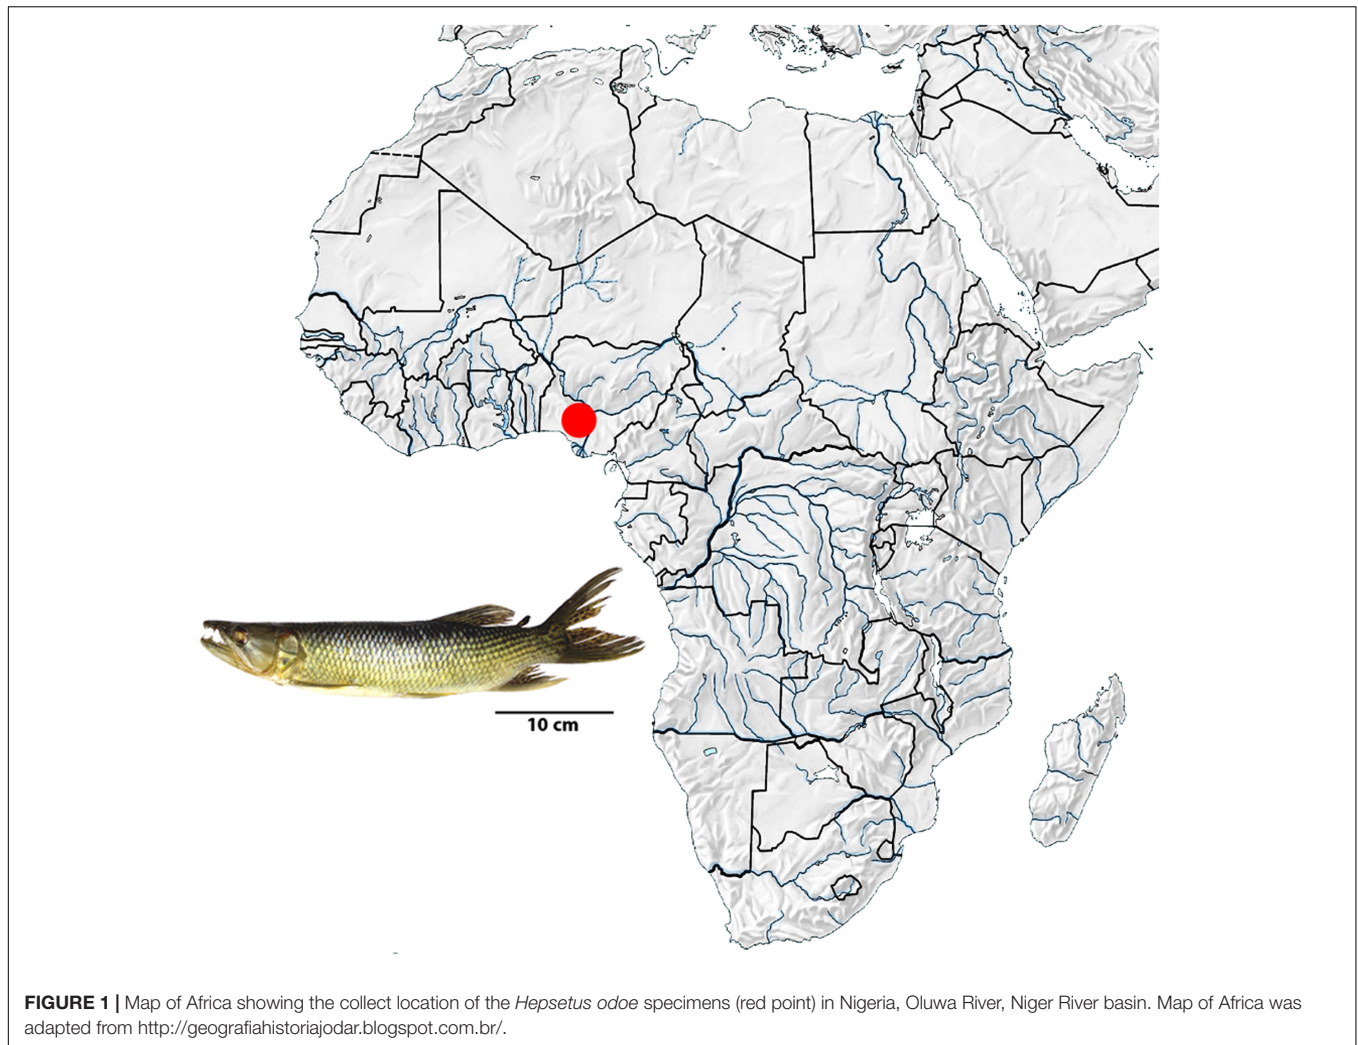 10 cm
FIGURE 1 | Map of Africa showing the collect location of the Hepsetus odoe specimens (red point) in Nigeria, Oluwa River, Niger River basin. Map of Africa was
adapted from http://geografiahistoriajodar.blogspot.com.br/.